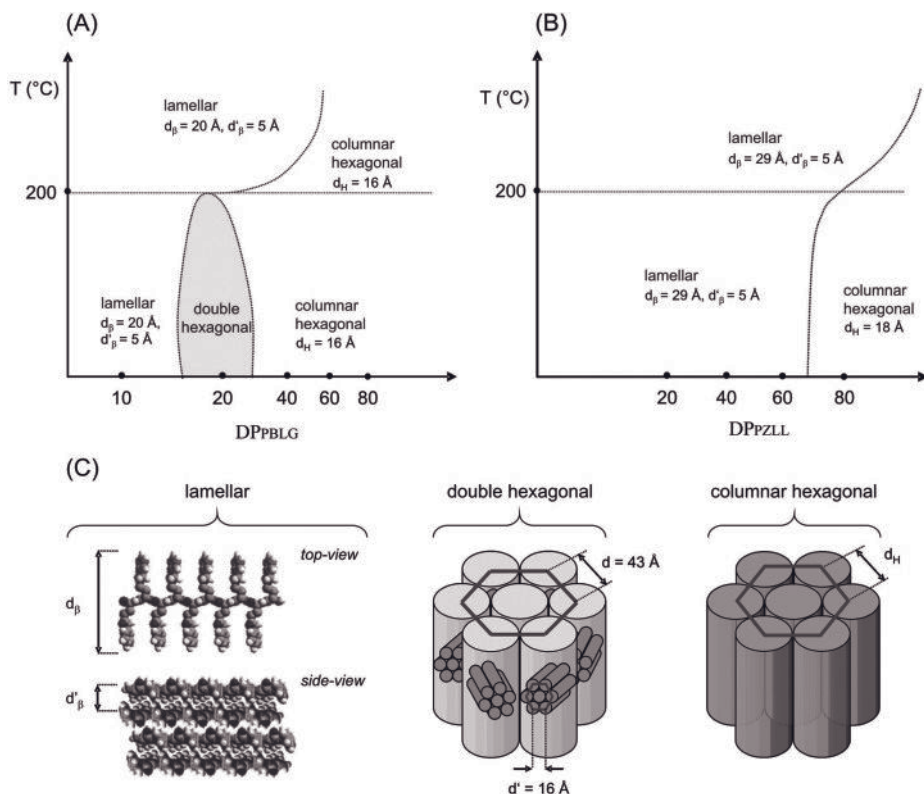 (A)
T (°C)
lamellar
dβ = 20 Å, d'β = 5 Å
columnar
hexagonal
dH = 16 Å
200
lamellar
dβ = 20 Å,
d'β = 5 Å
double
hexagonal
columnar
hexagonal
dH = 16 Å
10 20 40 60 80
DPPBLG
(B)
T (°C)
lamellar
dβ = 29 Å, d'β = 5 Å
200
lamellar
dβ = 29 Å, d'β = 5 Å
columnar
hexagonal
dH = 18 Å
20 40 60 80
DPPZLL
(C)
lamellar
top-view
dβ
side-view
d'β
double hexagonal
d = 43 Å
d' = 16 Å
columnar hexagonal
dH